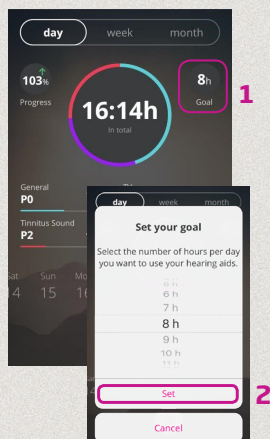 day week month
103%
Progress
16:14h
In total
8h
Goal
1
General
P0
Tinnitus Sound
P2
Sat Sun Mo
14 15 16
day week month
Set your goal
Select the number of hours per day
you want to use your hearing aids.
6 h
7 h
8 h
9 h
10 h
11 h
Set
2
Cancel